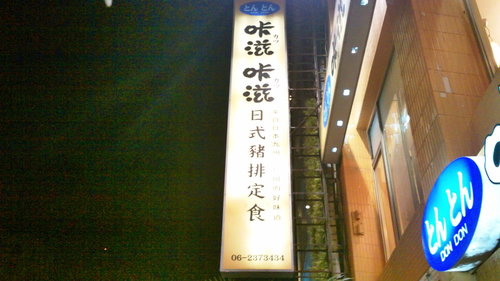 とん とん
咔滋咔滋
日式豬排定食
06-2373434
とん とん
DON DON